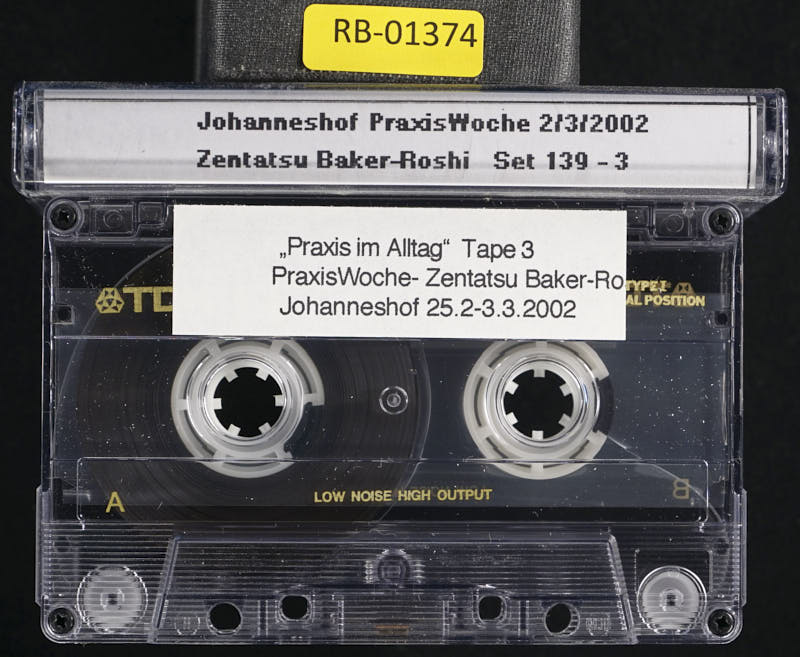 RB-01374
Johanneshof PraxisWoche 2/3/2002
Zentatsu Baker-Roshi Set 139 - 3
„Praxis im Alltag“ Tape 3
PraxisWoche- Zentatsu Baker-Ro
Johanneshof 25.2-3.3.2002
TD
TYPE I
AL POSITION
A
LOW NOISE HIGH OUTPUT
B